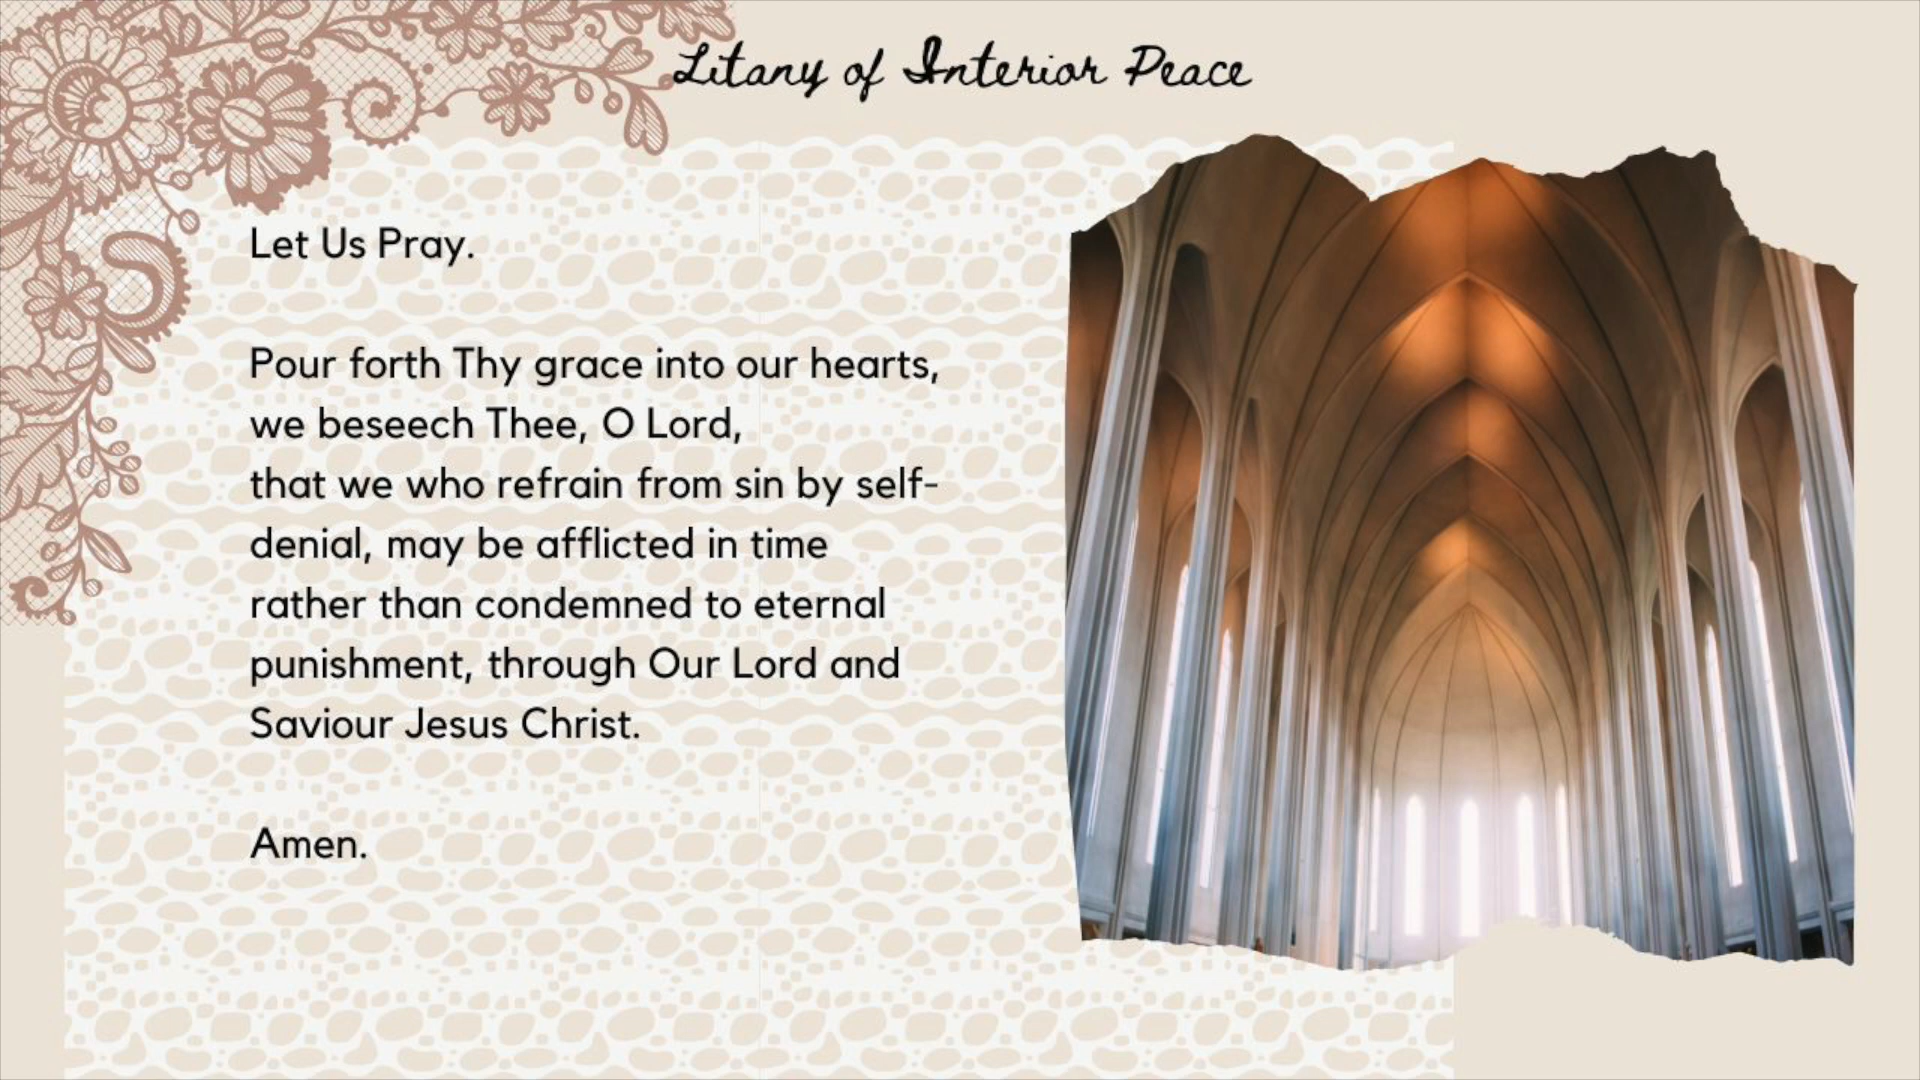 Litany of Interior Peace
Let Us Pray.
Pour forth Thy grace into our hearts,
we beseech Thee, O Lord,
that we who refrain from sin by self-
denial, may be afflicted in time
rather than condemned to eternal
punishment, through Our Lord and
Saviour Jesus Christ.
Amen.